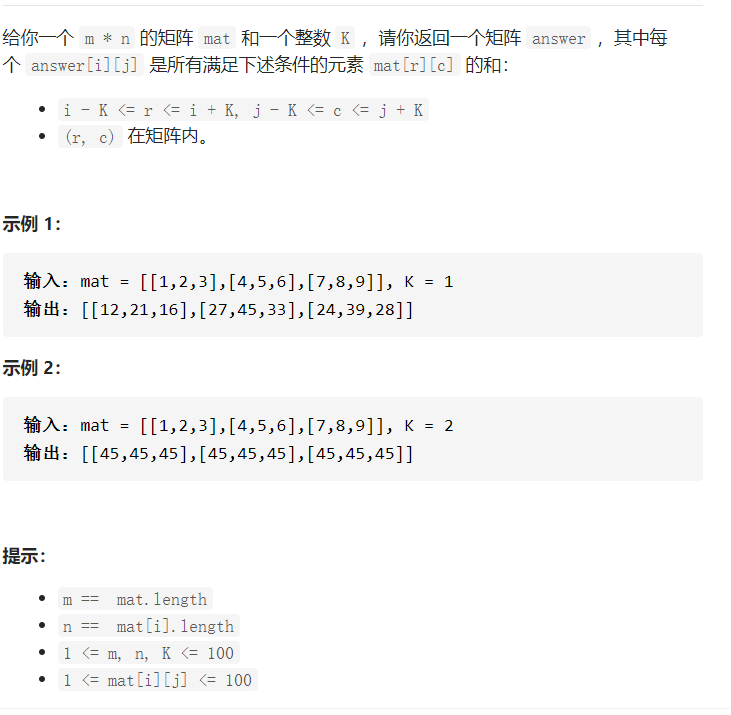 给你一个 m * n 的矩阵 mat 和一个整数 K ，请你返回一个矩阵 answer ，其中每
个 answer[i][j] 是所有满足下述条件的元素 mat[r][c] 的和：
• i - K <= r <= i + K, j - K <= c <= j + K
• (r, c) 在矩阵内。
示例 1：
输入：mat = [[1,2,3],[4,5,6],[7,8,9]], K = 1
输出：[[12,21,16],[27,45,33],[24,39,28]]
示例 2：
输入：mat = [[1,2,3],[4,5,6],[7,8,9]], K = 2
输出：[[45,45,45],[45,45,45],[45,45,45]]
提示：
• m == mat.length
• n == mat[i].length
• 1 <= m, n, K <= 100
• 1 <= mat[i][j] <= 100